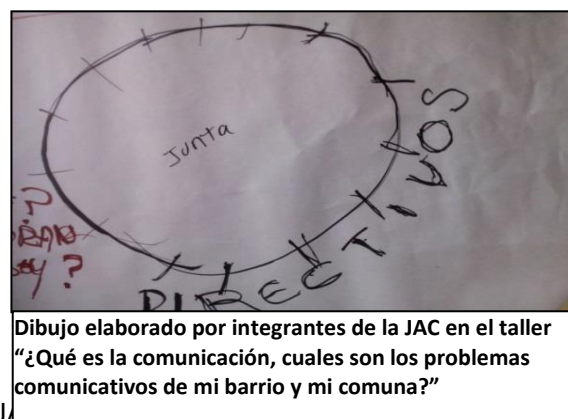 Junta
DIRECTIVOS
Dibujo elaborado por integrantes de la JAC en el taller
“¿Qué es la comunicación, cuales son los problemas
comunicativos de mi barrio y mi comuna?”